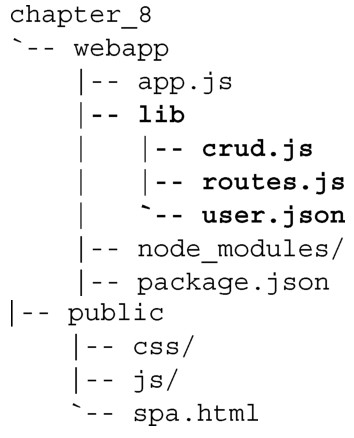 chapter_8
`-- webapp
    |-- app.js
    |-- lib
    |   |-- crud.js
    |   |-- routes.js
    |   `-- user.json
    |-- node_modules/
    |-- package.json
|-- public
    |-- css/
    |-- js/
    `-- spa.html